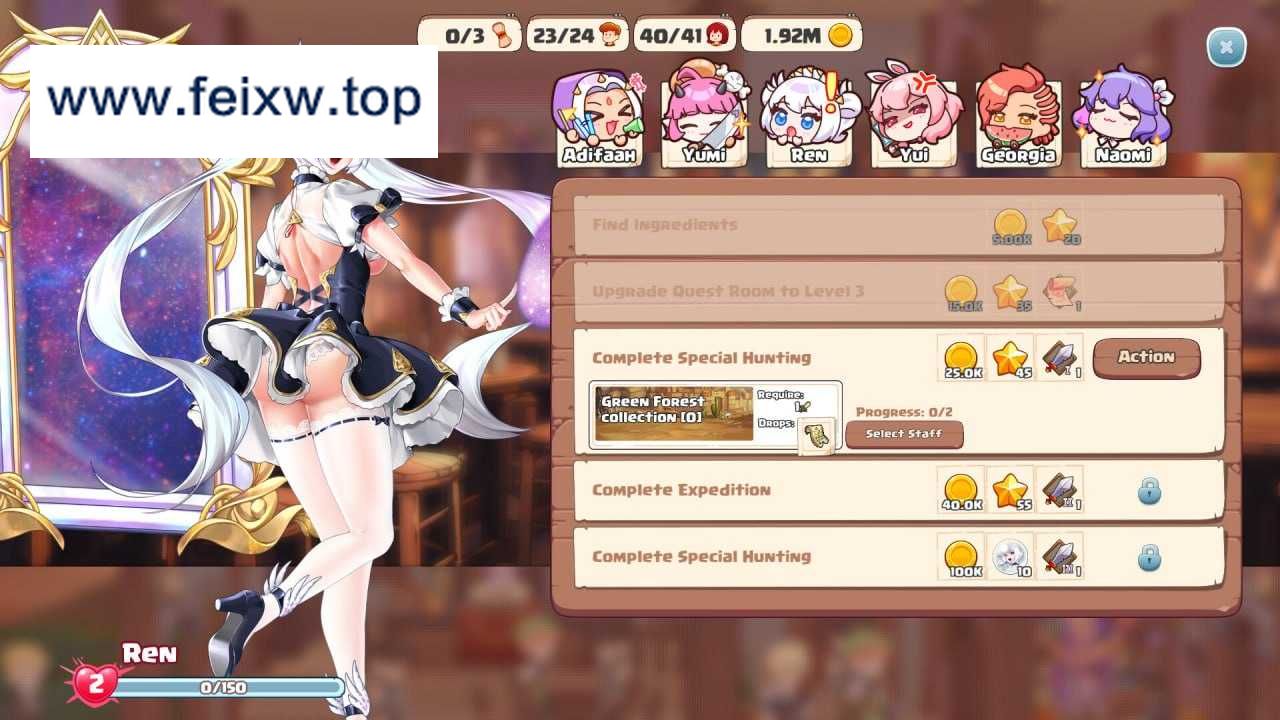 0/3
23/24
40/41
1.92M
www.feixw.top
Adifaah
Yumi
Ren
Yui
Georgia
Naomi
Find Ingredients
5.00K
20
Upgrade Quest Room to Level 3
15.0K
35
1
Complete Special Hunting
25.0K
45
I
1
Action
Green Forest
collection [0]
Require:
1
Drops:
Progress: 0/2
Select Staff
Complete Expedition
40.0K
55
II
1
Complete Special Hunting
100K
10
III
1
Ren
2
0/150